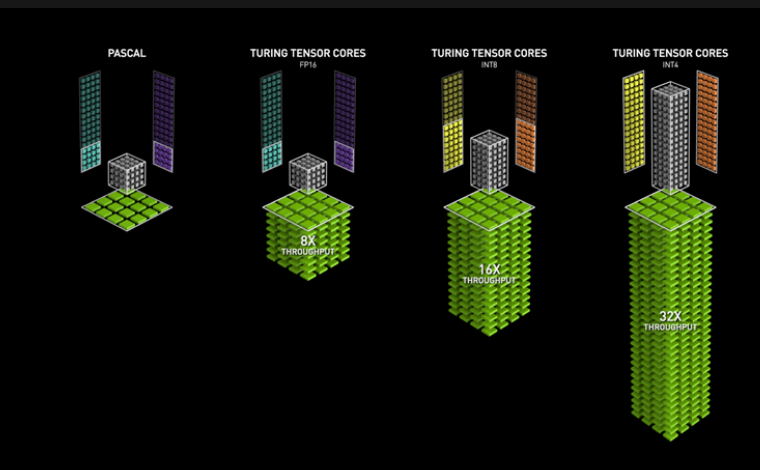 PASCAL
TURING TENSOR CORES
FP16
TURING TENSOR CORES
INT8
TURING TENSOR CORES
INT4
8X
THROUGHPUT
16X
THROUGHPUT
32X
THROUGHPUT